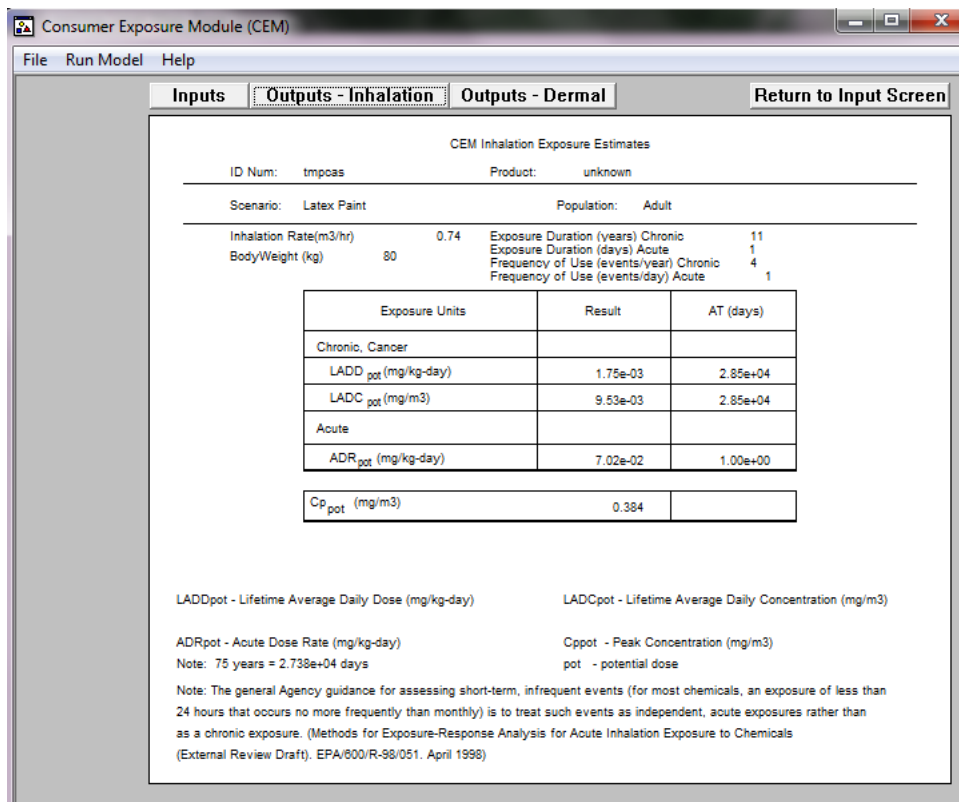 Consumer Exposure Module (CEM)
File Run Model Help
Inputs Outputs - Inhalation Outputs - Dermal Return to Input Screen
CEM Inhalation Exposure Estimates
ID Num: tmpcas Product: unknown
Scenario: Latex Paint Population: Adult
Inhalation Rate(m3/hr) 0.74 Exposure Duration (years) Chronic 11
Exposure Duration (days) Acute 1
BodyWeight (kg) 80 Frequency of Use (events/year) Chronic 4
Frequency of Use (events/day) Acute 1
Exposure Units Result AT (days)
Chronic, Cancer
LADD pot (mg/kg-day) 1.75e-03 2.85e+04
LADC pot (mg/m3) 9.53e-03 2.85e+04
Acute
ADR pot (mg/kg-day) 7.02e-02 1.00e+00
Cp pot (mg/m3) 0.384
LADDpot - Lifetime Average Daily Dose (mg/kg-day) LADCpot - Lifetime Average Daily Concentration (mg/m3)
ADRpot - Acute Dose Rate (mg/kg-day) Cppot - Peak Concentration (mg/m3)
Note: 75 years = 2.738e+04 days pot - potential dose
Note: The general Agency guidance for assessing short-term, infrequent events (for most chemicals, an exposure of less than
24 hours that occurs no more frequently than monthly) is to treat such events as independent, acute exposures rather than
as a chronic exposure. (Methods for Exposure-Response Analysis for Acute Inhalation Exposure to Chemicals
(External Review Draft). EPA/600/R-98/051. April 1998)